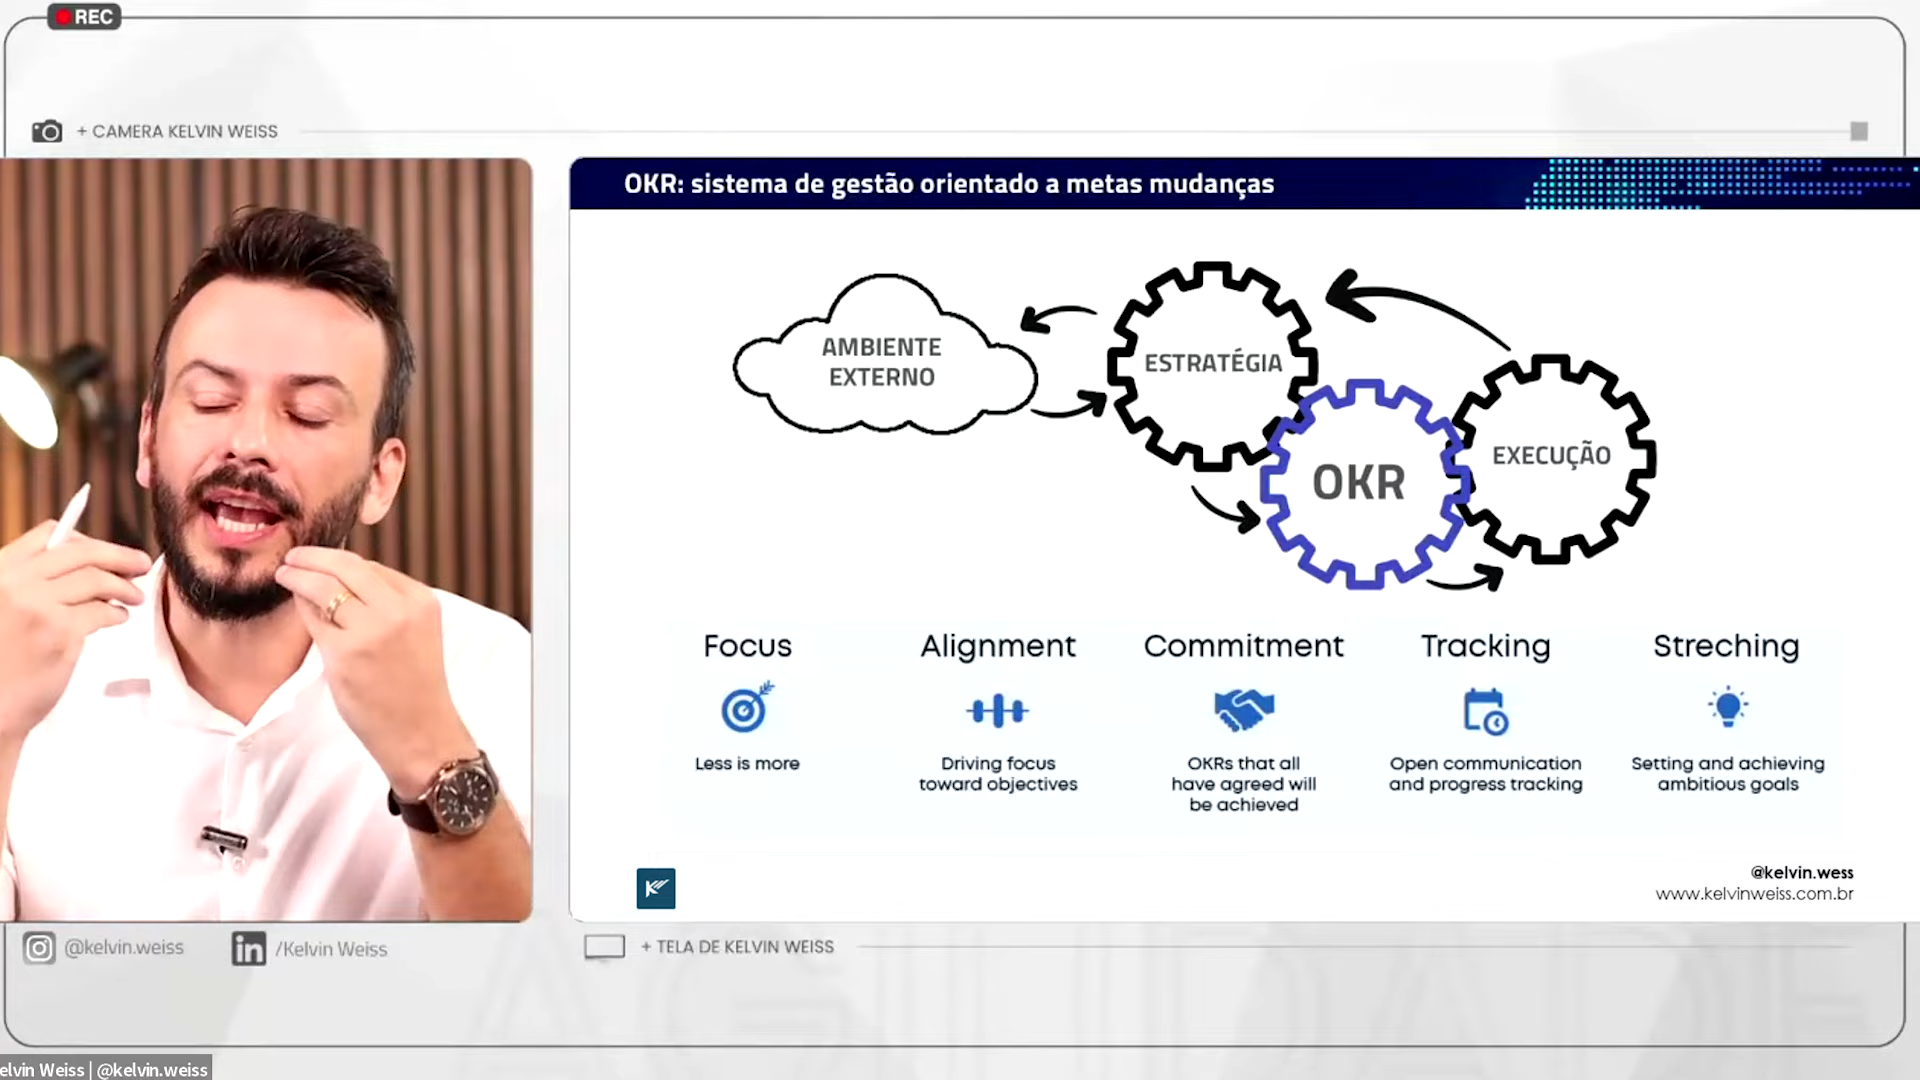 REC
+ CAMERA KELVIN WEISS
OKR: sistema de gestão orientado a metas mudanças
AMBIENTE
EXTERNO
ESTRATÉGIA
OKR
EXECUÇÃO
Focus
Less is more
Alignment
Driving focus
toward objectives
Commitment
OKRs that all
have agreed will
be achieved
Tracking
Open communication
and progress tracking
Streching
Setting and achieving
ambitious goals
@kelvin.wess
www.kelvinweiss.com.br
@kelvin.weiss
in /Kelvin Weiss
+ TELA DE KELVIN WEISS
elvin Weiss | @kelvin.weiss